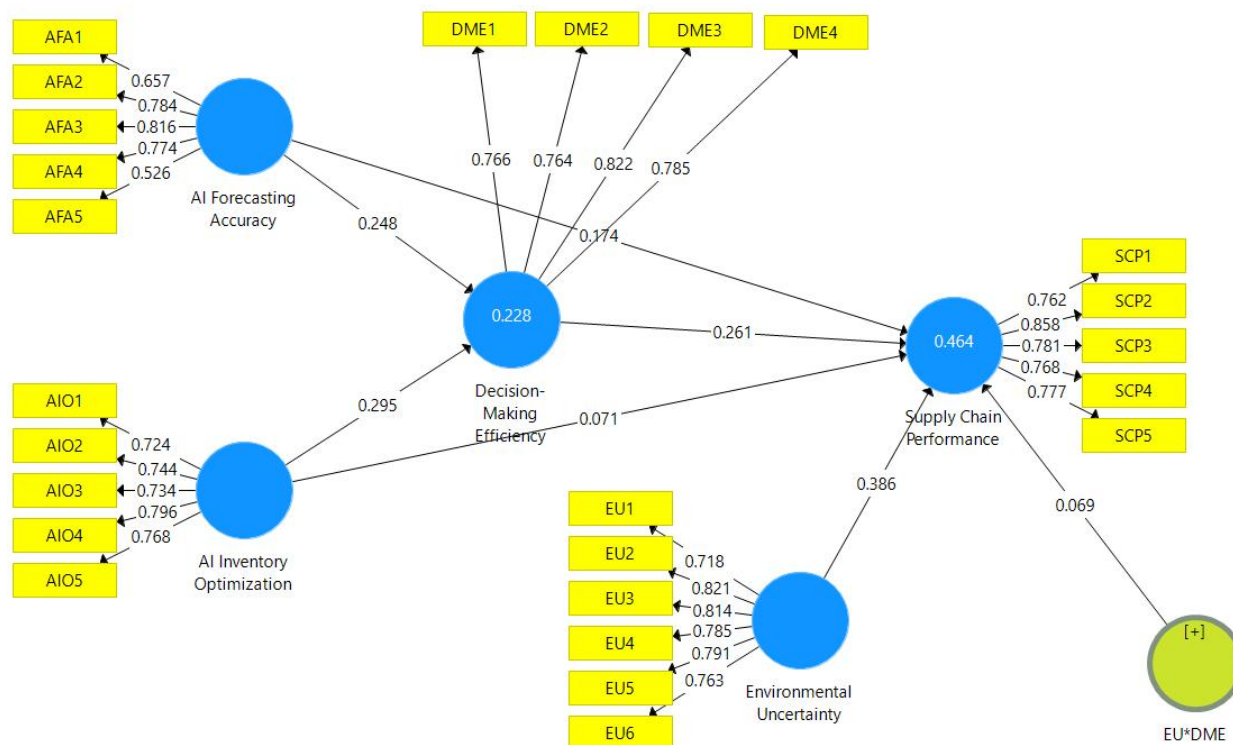 AFA1
AFA2
AFA3
AFA4
AFA5
0.657
0.784
0.816
0.774
0.526
AI Forecasting
Accuracy
DME1
DME2
DME3
DME4
0.766
0.764
0.822
0.785
0.248
0.174
0.228
Decision-
Making
Efficiency
0.261
0.295
0.071
AIO1
AIO2
AIO3
AIO4
AIO5
0.724
0.744
0.734
0.796
0.768
AI Inventory
Optimization
0.464
Supply Chain
Performance
SCP1
SCP2
SCP3
SCP4
SCP5
0.762
0.858
0.781
0.768
0.777
0.386
0.069
EU1
EU2
EU3
EU4
EU5
EU6
0.718
0.821
0.814
0.785
0.791
0.763
Environmental
Uncertainty
[+]
EU*DME